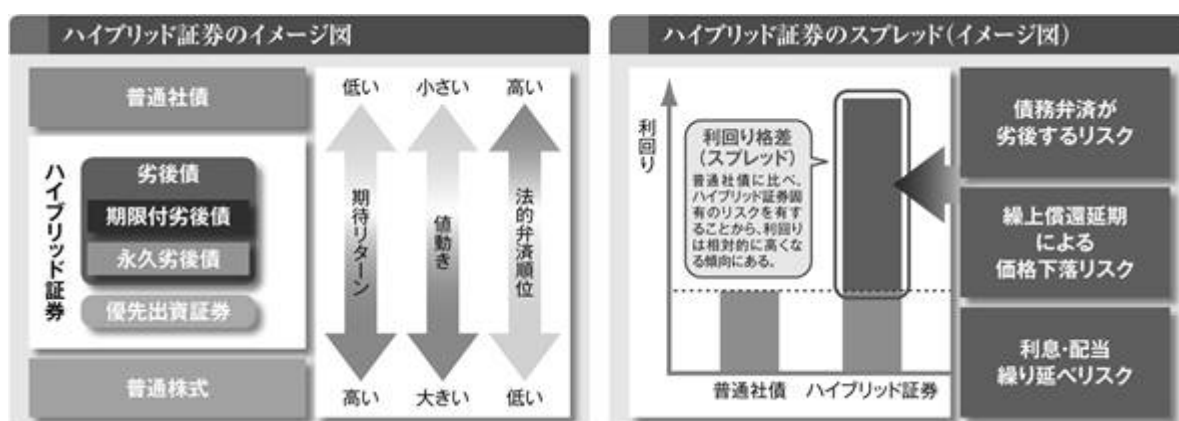 ハイブリッド証券のイメージ図
普通社債
ハイブリッド証券
劣後債
期限付劣後債
永久劣後債
優先出資証券
普通株式
低い
小さい
高い
期待リターン
値動き
法的弁済順位
高い
大きい
低い
ハイブリッド証券のスプレッド(イメージ図)
利回り
利回り格差
(スプレッド)
普通社債に比べ、
ハイブリッド証券固
有のリスクを有す
ることから、利回り
は相対的に高くな
る傾向にある。
普通社債
ハイブリッド証券
債務弁済が
劣後するリスク
繰上償還延期
による
価格下落リスク
利息・配当
繰り延べリスク